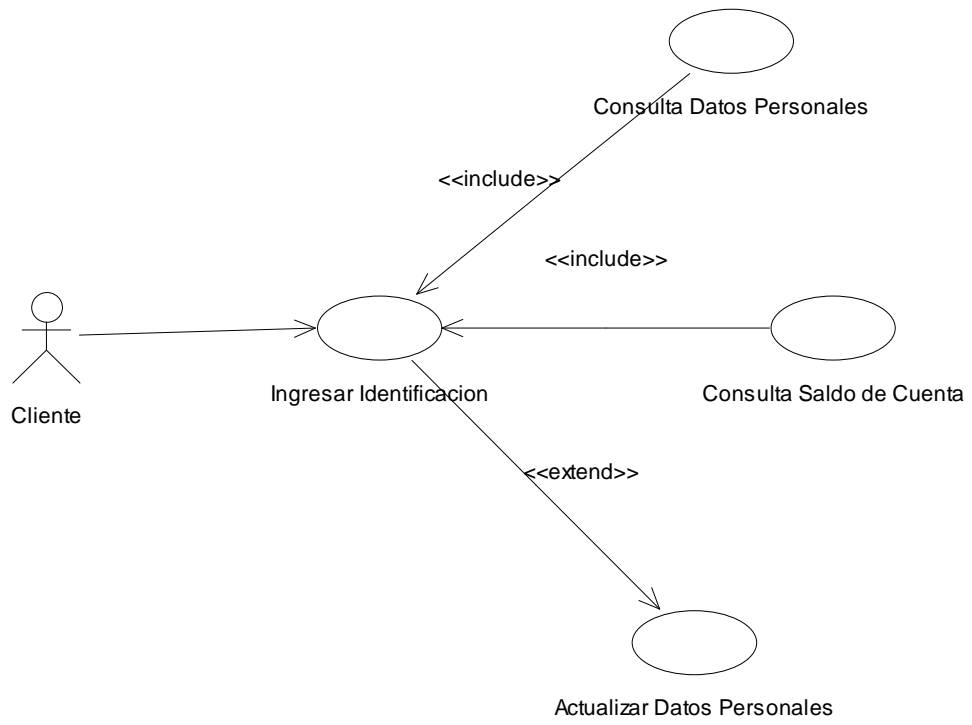 Consulta Datos Personales
<<include>>
<<include>>
Ingresar Identificacion
Consulta Saldo de Cuenta
Cliente
<<extend>>
Actualizar Datos Personales